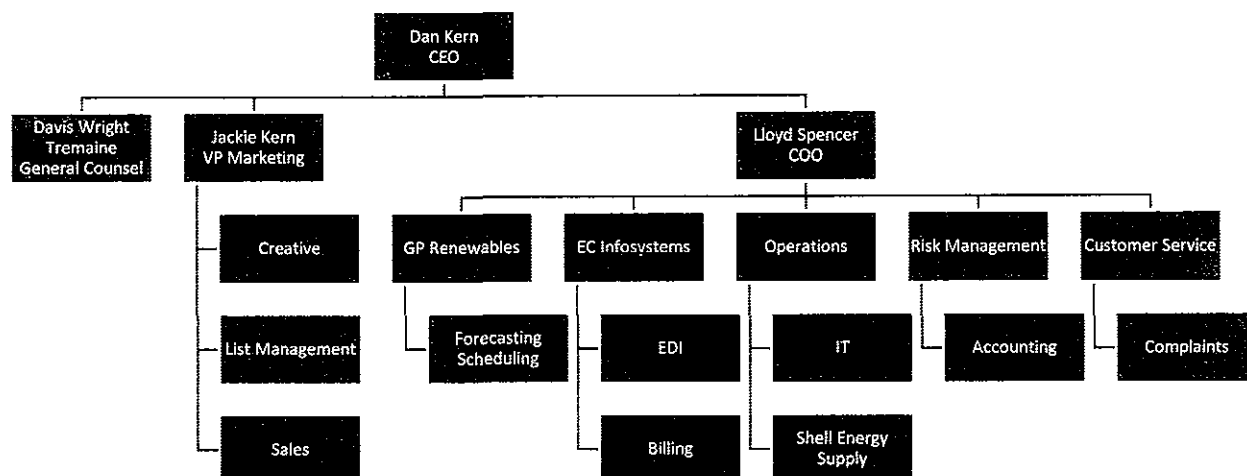 Dan Kern
CEO
Davis Wright
Tremaine
General Counsel
Jackie Kern
VP Marketing
Lloyd Spencer
COO
Creative
GP Renewables
EC Infosystems
Operations
Risk Management
Customer Service
List Management
Forecasting
Scheduling
EDI
IT
Accounting
Complaints
Sales
Billing
Shell Energy
Supply